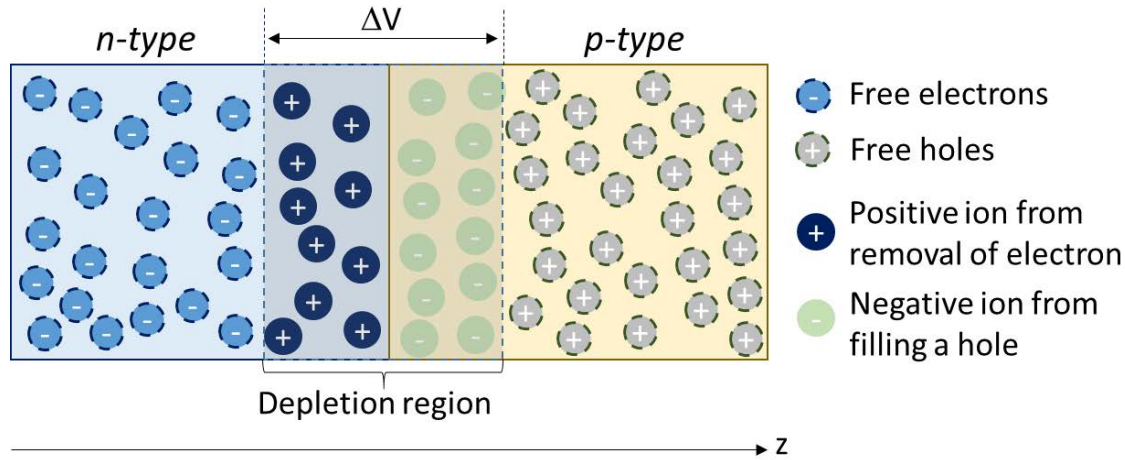 ΔV
n-type
p-type
Free electrons
Free holes
Positive ion from
removal of electron
Negative ion from
filling a hole
Depletion region
z